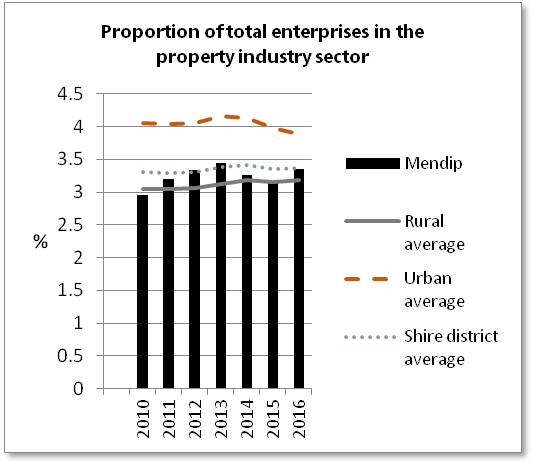 Proportion of total enterprises in the
property industry sector
4.5
4
3.5
3
2.5
2
1.5
1
0.5
0
%
2010
2011
2012
2013
2014
2015
2016
Mendip
Rural
average
Urban
average
Shire district
average